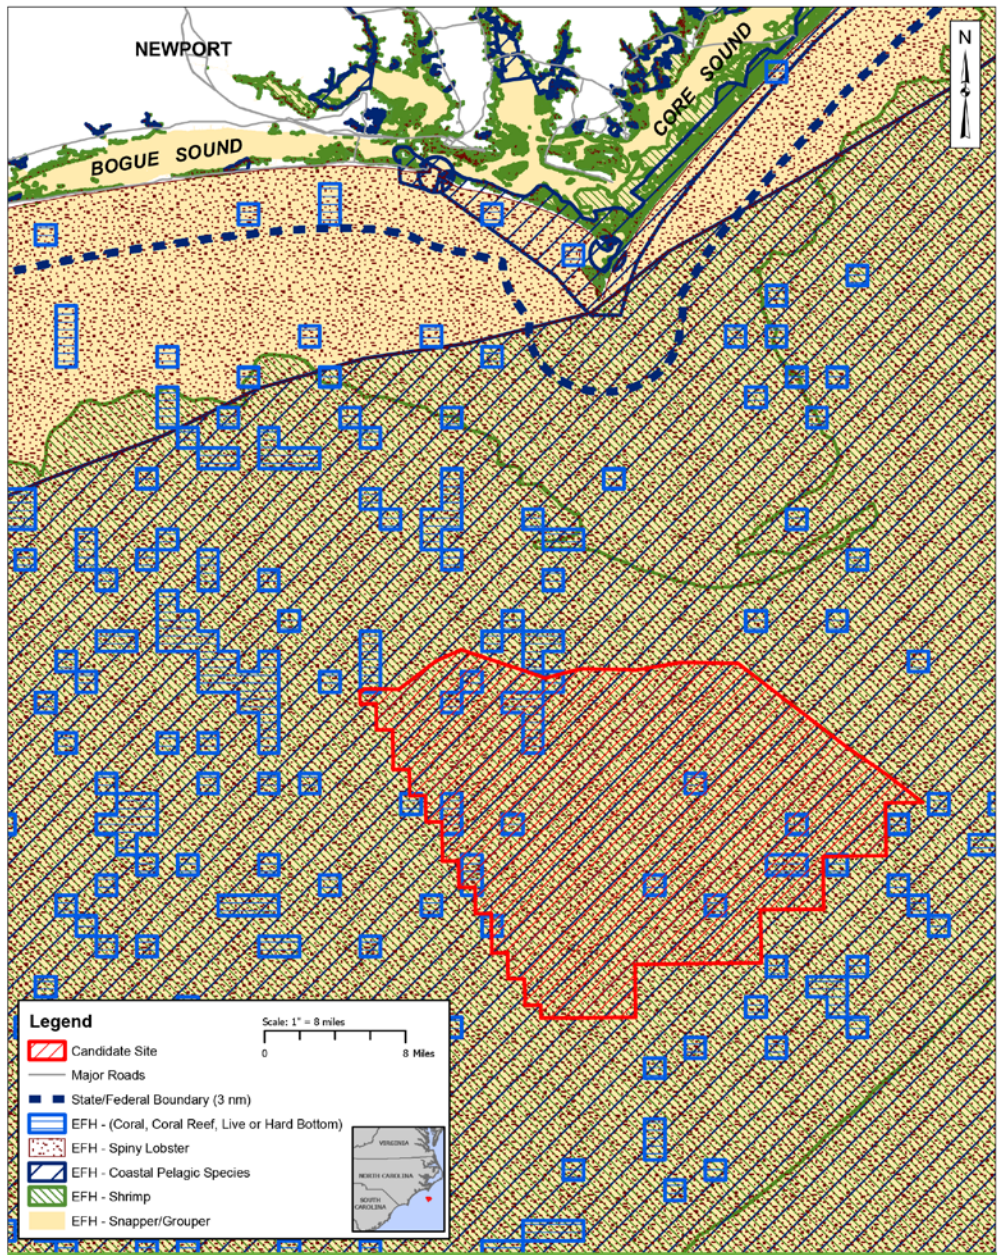 NEWPORT
N
CORE SOUND
BOGUE SOUND
Legend
Candidate Site
Major Roads
State/Federal Boundary (3 nm)
EFH - (Coral, Coral Reef, Live or Hard Bottom)
EFH - Spiny Lobster
EFH - Coastal Pelagic Species
EFH - Shrimp
EFH - Snapper/Grouper
Scale: 1" = 8 miles
0 8 Miles
VIRGINIA
NORTH CAROLINA
SOUTH
CAROLINA